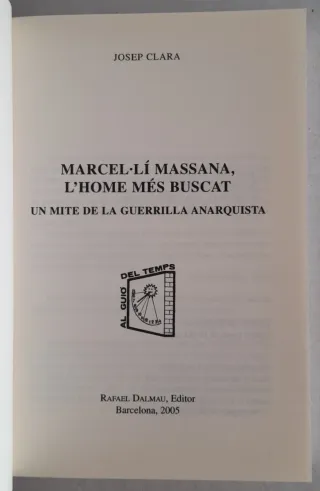 JOSEP CLARA
MARCEL·LÍ MASSANA,
L'HOME MÉS BUSCAT
UN MITE DE LA GUERRILLA ANARQUISTA
AL GUIÓ
DEL TEMPS
RAFAEL DALMAU, Editor
Barcelona, 2005